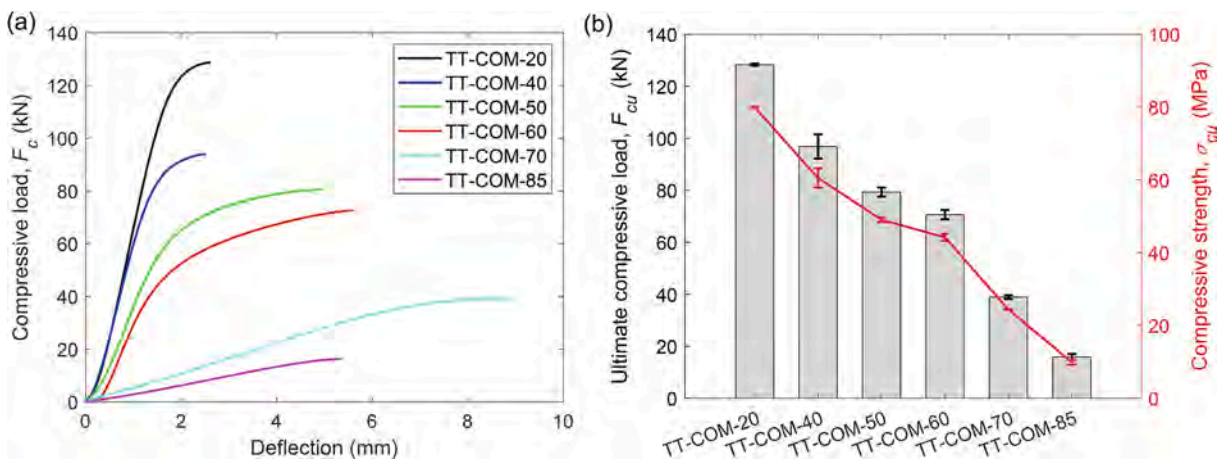 (a)
140
120
100
80
60
40
20
0
Compressive load, F_c (kN)
0 2 4 6 8 10
Deflection (mm)
TT-COM-20
TT-COM-40
TT-COM-50
TT-COM-60
TT-COM-70
TT-COM-85
(b)
140
120
100
80
60
40
20
0
Ultimate compressive load, F_cu (kN)
TT-COM-20
TT-COM-40
TT-COM-50
TT-COM-60
TT-COM-70
TT-COM-85
100
80
60
40
20
0
Compressive strength, σ_cu (MPa)